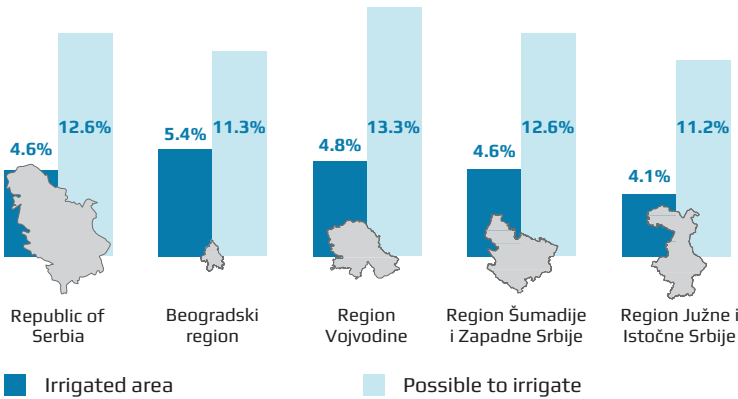 4.6%
12.6%
5.4%
11.3%
4.8%
13.3%
4.6%
12.6%
4.1%
11.2%
Republic of
Serbia
Beogradski
region
Region
Vojvodine
Region Šumadije
i Zapadne Srbije
Region Južne i
Istočne Srbije
Irrigated area
Possible to irrigate